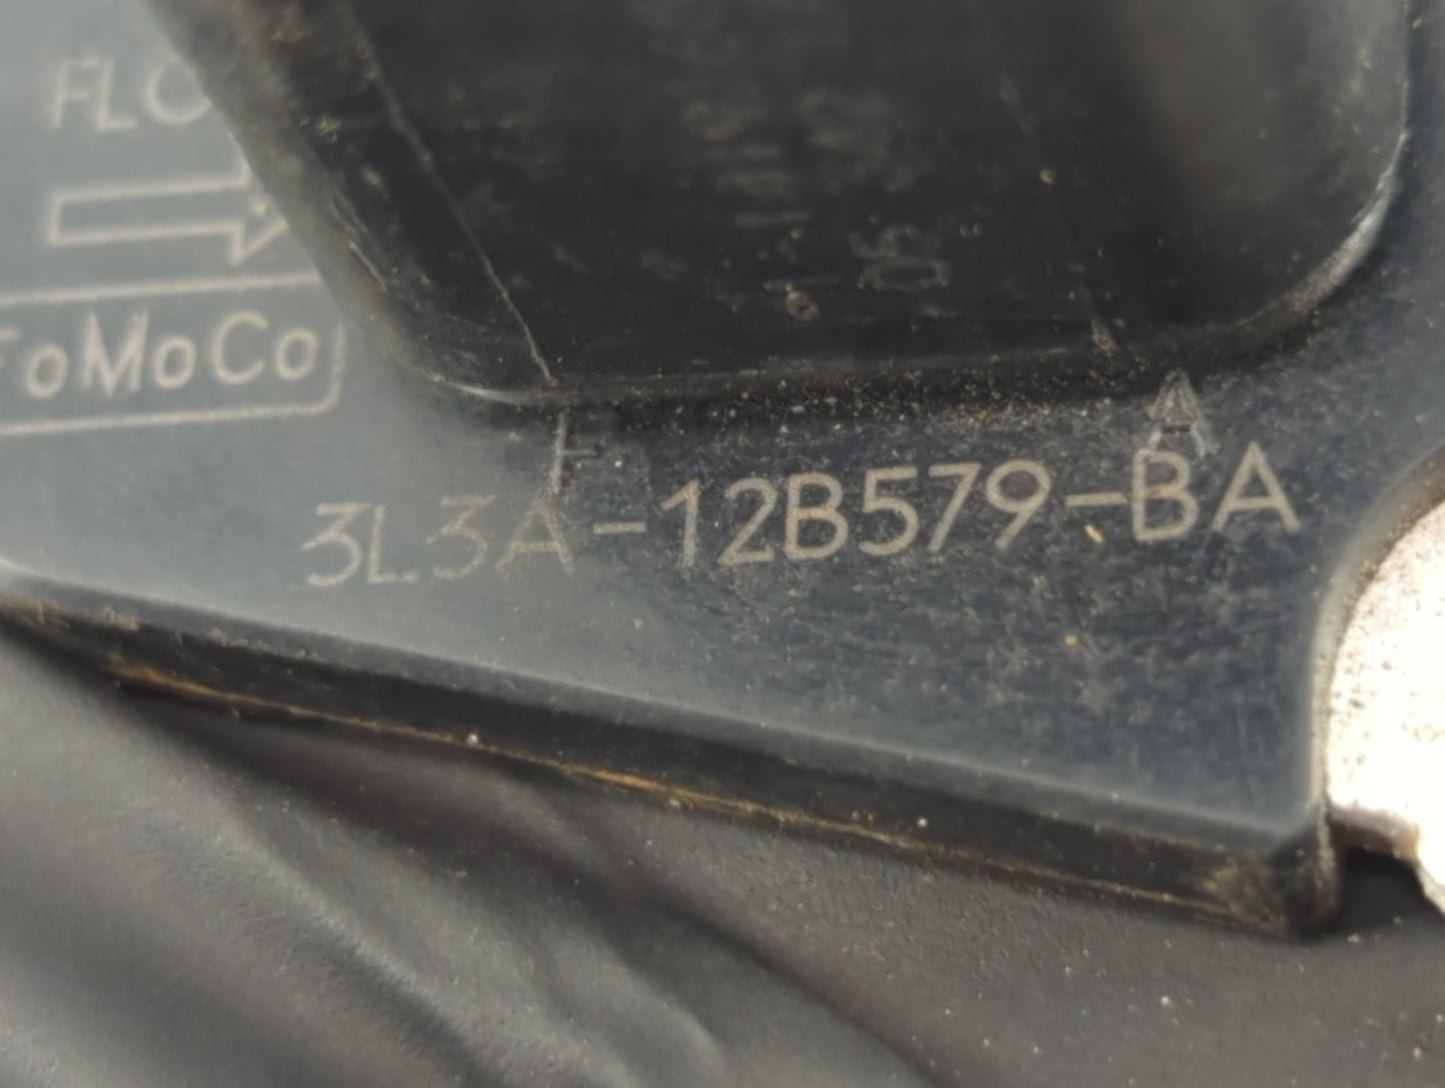 FLO
FoMoCo
F A
3L3A-12B579-BA